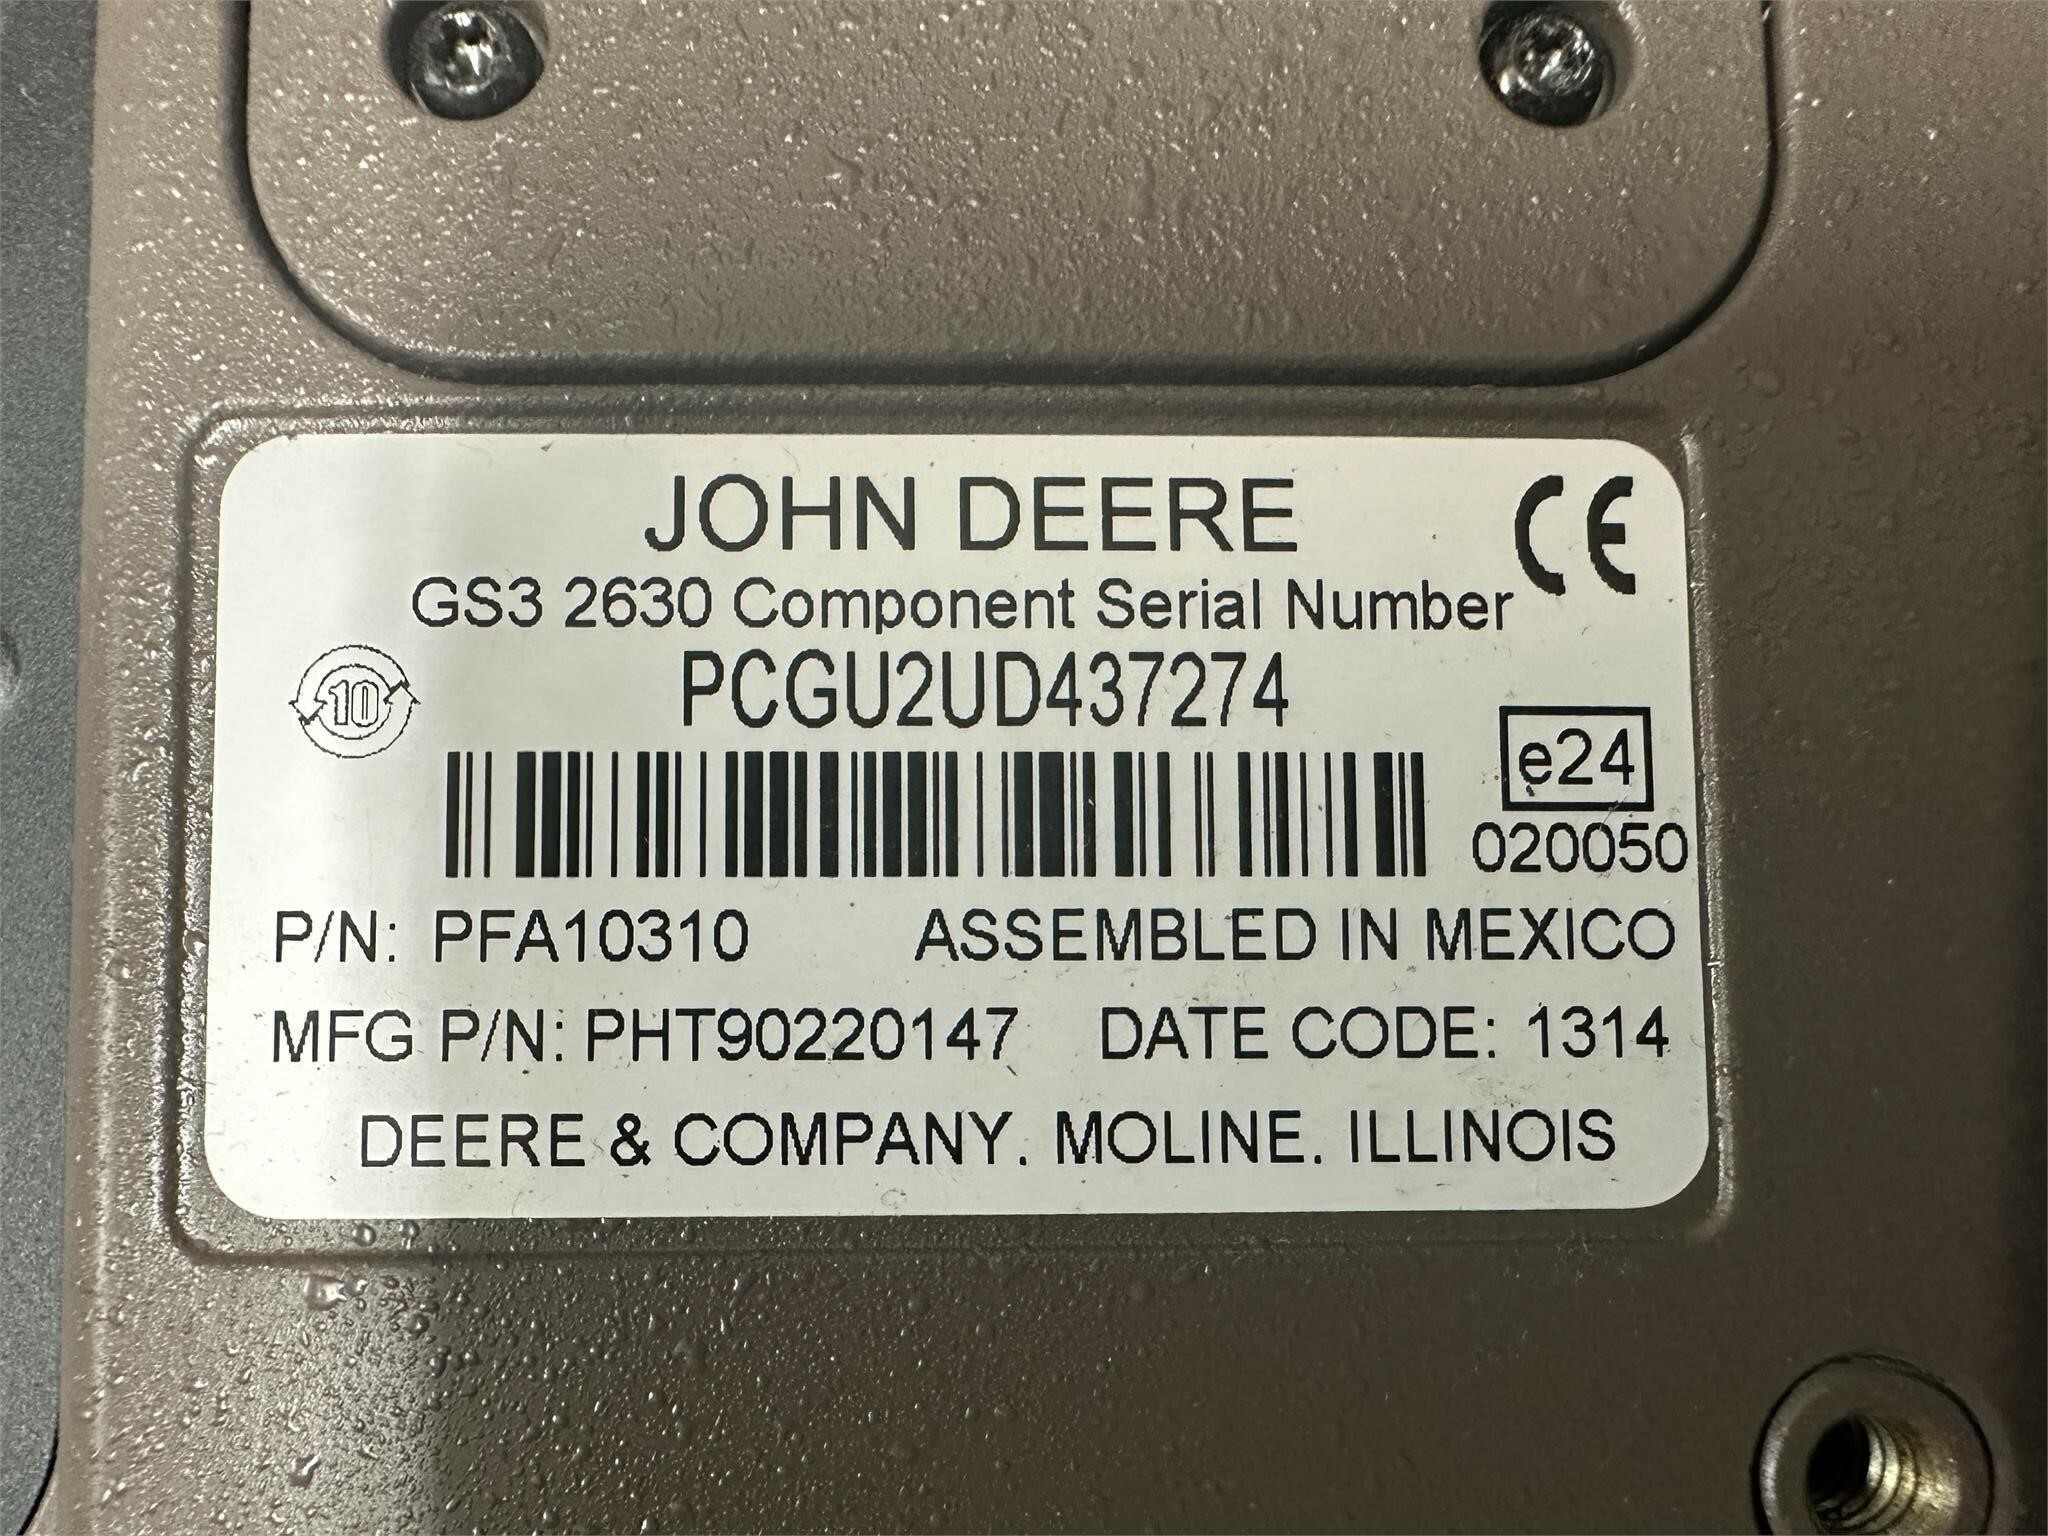 JOHN DEERE
CE
GS3 2630 Component Serial Number
PCGU2UD437274
10
e24
020050
P/N: PFA10310 ASSEMBLED IN MEXICO
MFG P/N: PHT90220147 DATE CODE: 1314
DEERE & COMPANY. MOLINE. ILLINOIS